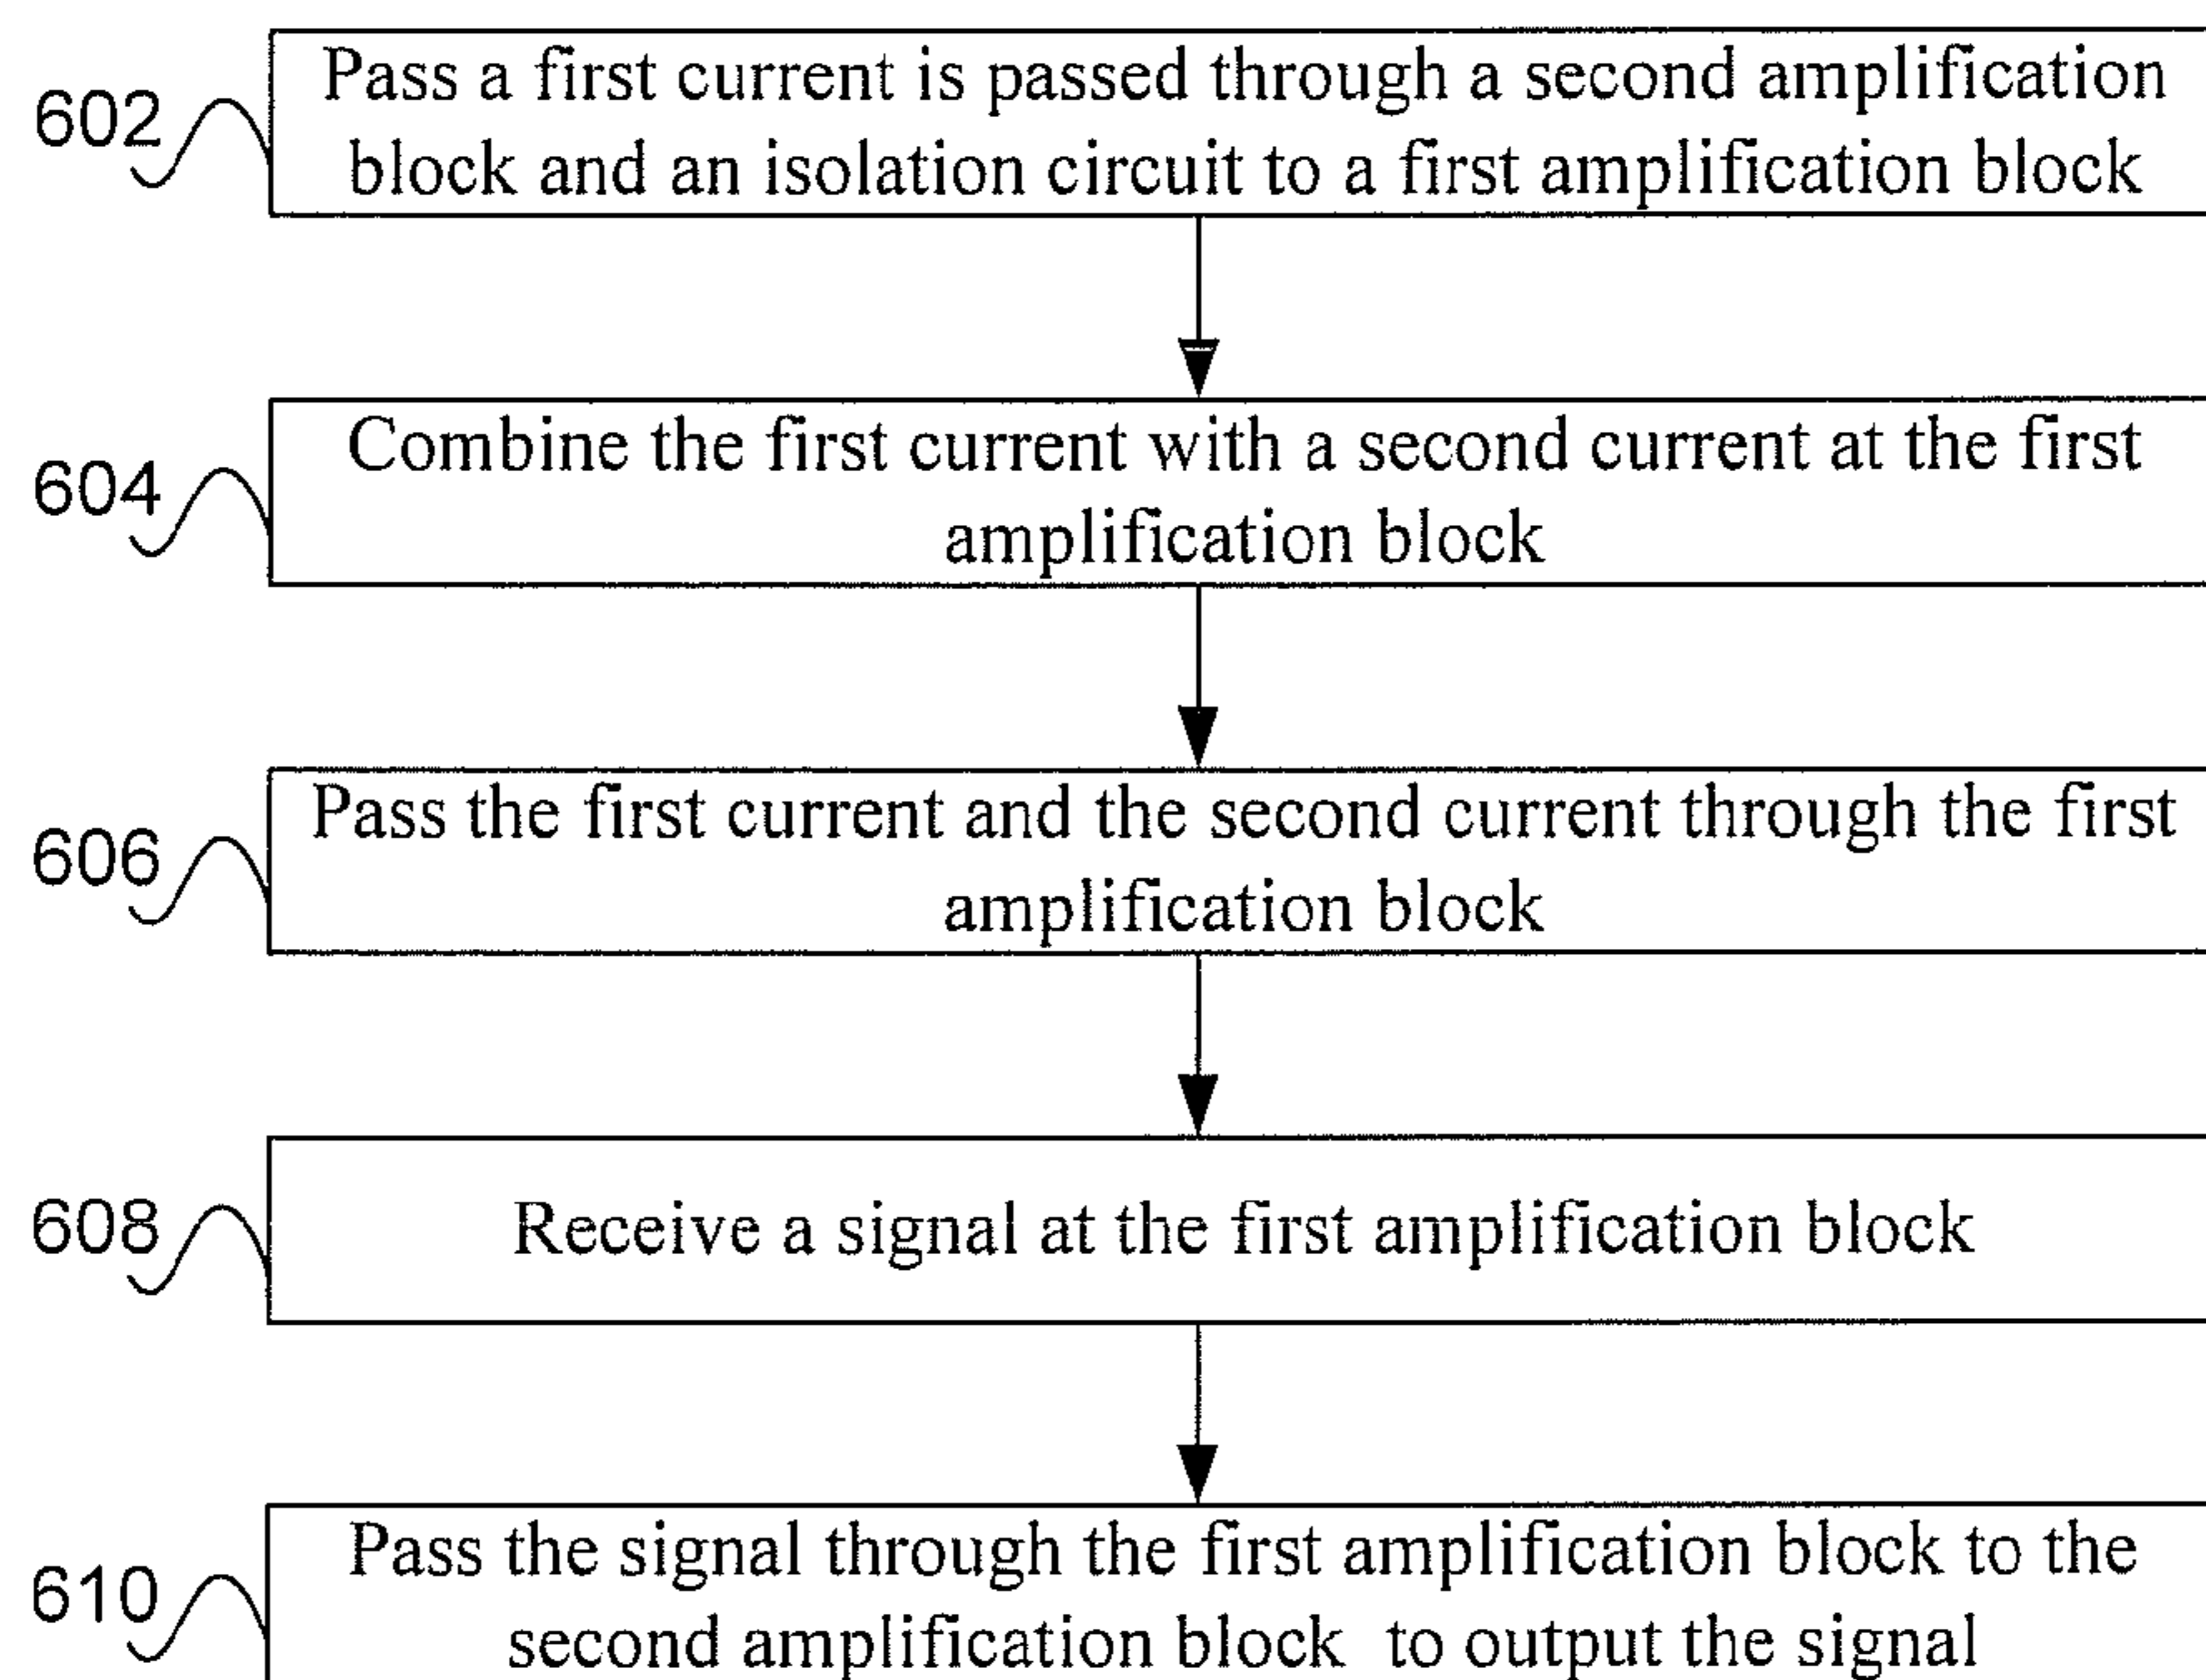 602
Pass a first current is passed through a second amplification
block and an isolation circuit to a first amplification block
604
Combine the first current with a second current at the first
amplification block
606
Pass the first current and the second current through the first
amplification block
608
Receive a signal at the first amplification block
610
Pass the signal through the first amplification block to the
second amplification block to output the signal